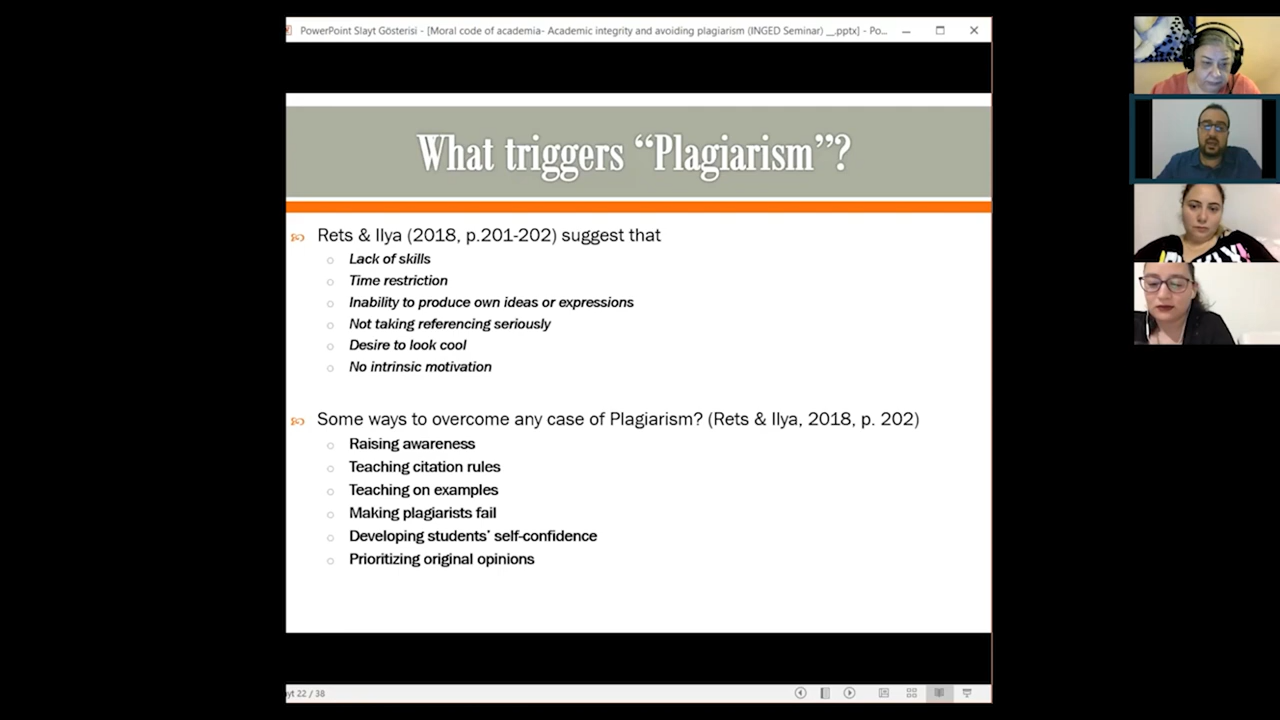 PowerPoint Slayt Gösterisi - [Moral code of academia- Academic integrity and avoiding plagiarism (INGED Seminar) __.pptx] - Po...
What triggers “Plagiarism”?
Rets & Ilya (2018, p.201-202) suggest that
Lack of skills
Time restriction
Inability to produce own ideas or expressions
Not taking referencing seriously
Desire to look cool
No intrinsic motivation
Some ways to overcome any case of Plagiarism? (Rets & Ilya, 2018, p. 202)
Raising awareness
Teaching citation rules
Teaching on examples
Making plagiarists fail
Developing students’ self-confidence
Prioritizing original opinions
yt 22 / 38